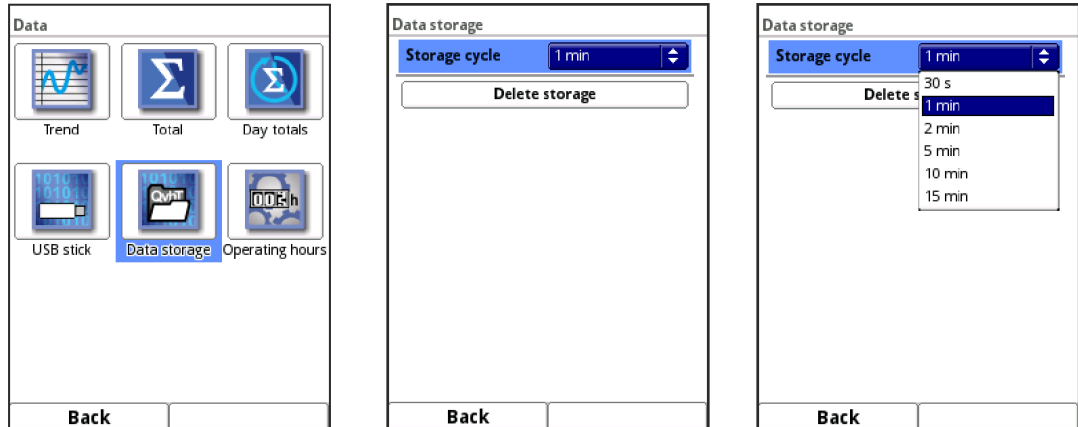 Data
Trend
Total
Day totals
USB stick
Data storage
Operating hours
Back
Data storage
Storage cycle
1 min
Delete storage
Back
Data storage
Storage cycle
1 min
30 s
1 min
2 min
5 min
10 min
15 min
Delete s
Back